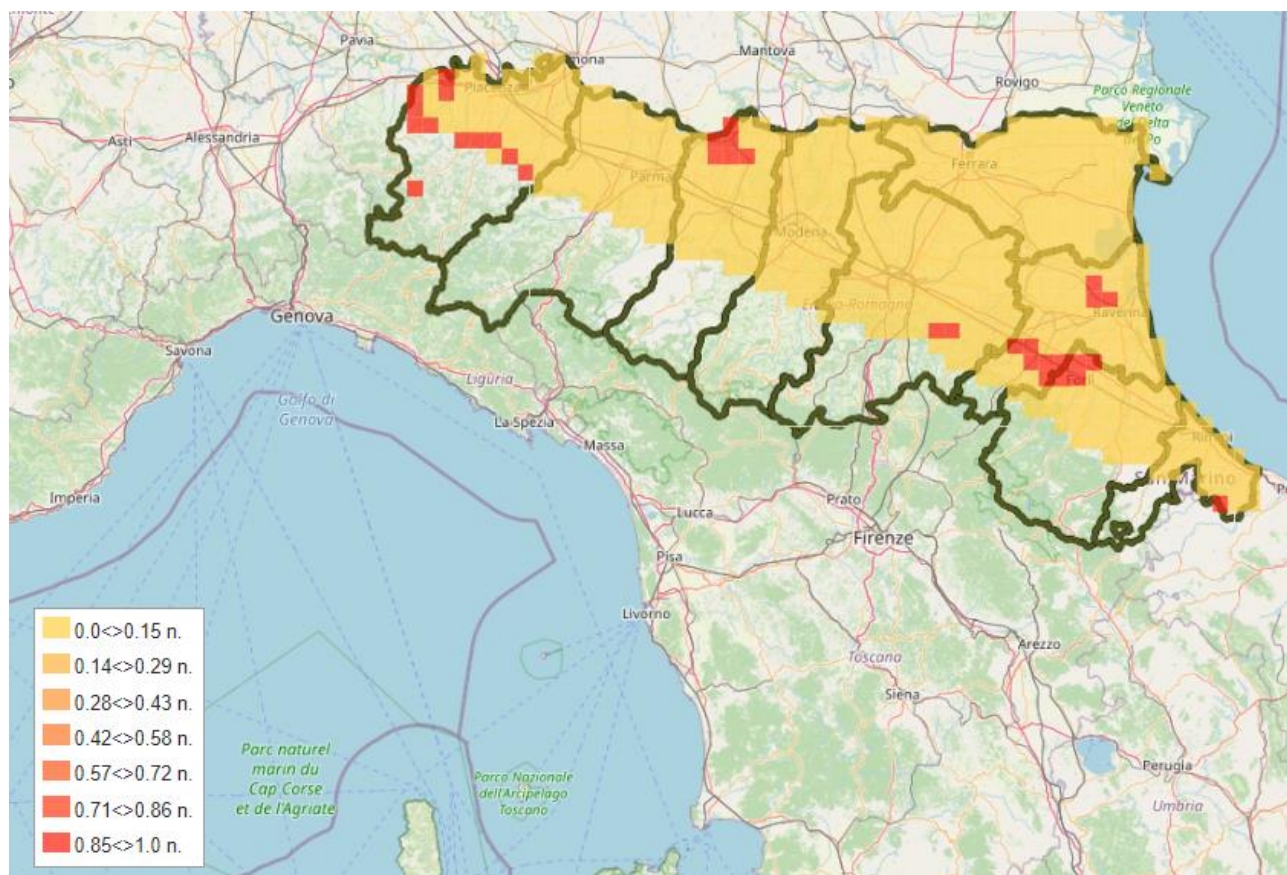 Pavia
Mantova
Rovigo
Parco Regionale
Veneto
del Delta
Piacenza
Asti
Alessandria
Ferrara
Parma
Modena
Genova
Savona
Ravenna
Liguria
Golfo di
Genova
Forlì
La Spezia
Massa
Imperia
Prato
Lucca
Firenze
Pisa
Livorno
Arezzo
Toscana
Siena
Parc naturel
marin du
Cap Corse
et de l'Agriate
Parco Nazionale
dell'Arcipelago
Toscano
Perugia
Umbria
0.0<>0.15 n.
0.14<>0.29 n.
0.28<>0.43 n.
0.42<>0.58 n.
0.57<>0.72 n.
0.71<>0.86 n.
0.85<>1.0 n.